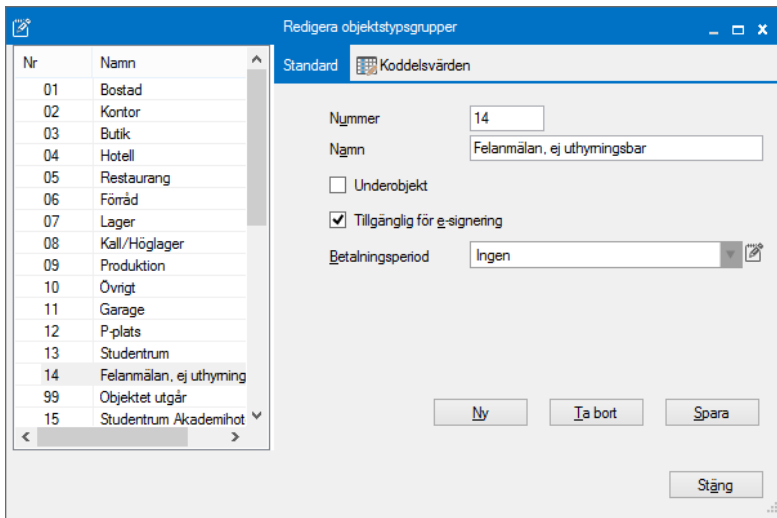 Redigera objektstypsgrupper
Nr Namn
01 Bostad
02 Kontor
03 Butik
04 Hotell
05 Restaurang
06 Förråd
07 Lager
08 Kall/Höglager
09 Produktion
10 Övrigt
11 Garage
12 P-plats
13 Studentrum
14 Felanmälan, ej uthyrning
99 Objektet utgår
15 Studentrum Akademihot
Standard Koddelsvärden
Nummer 14
Namn Felanmälan, ej uthyrningsbar
Underobjekt
Tillgänglig för e-signering
Betalningsperiod Ingen
Ny Ta bort Spara
Stäng